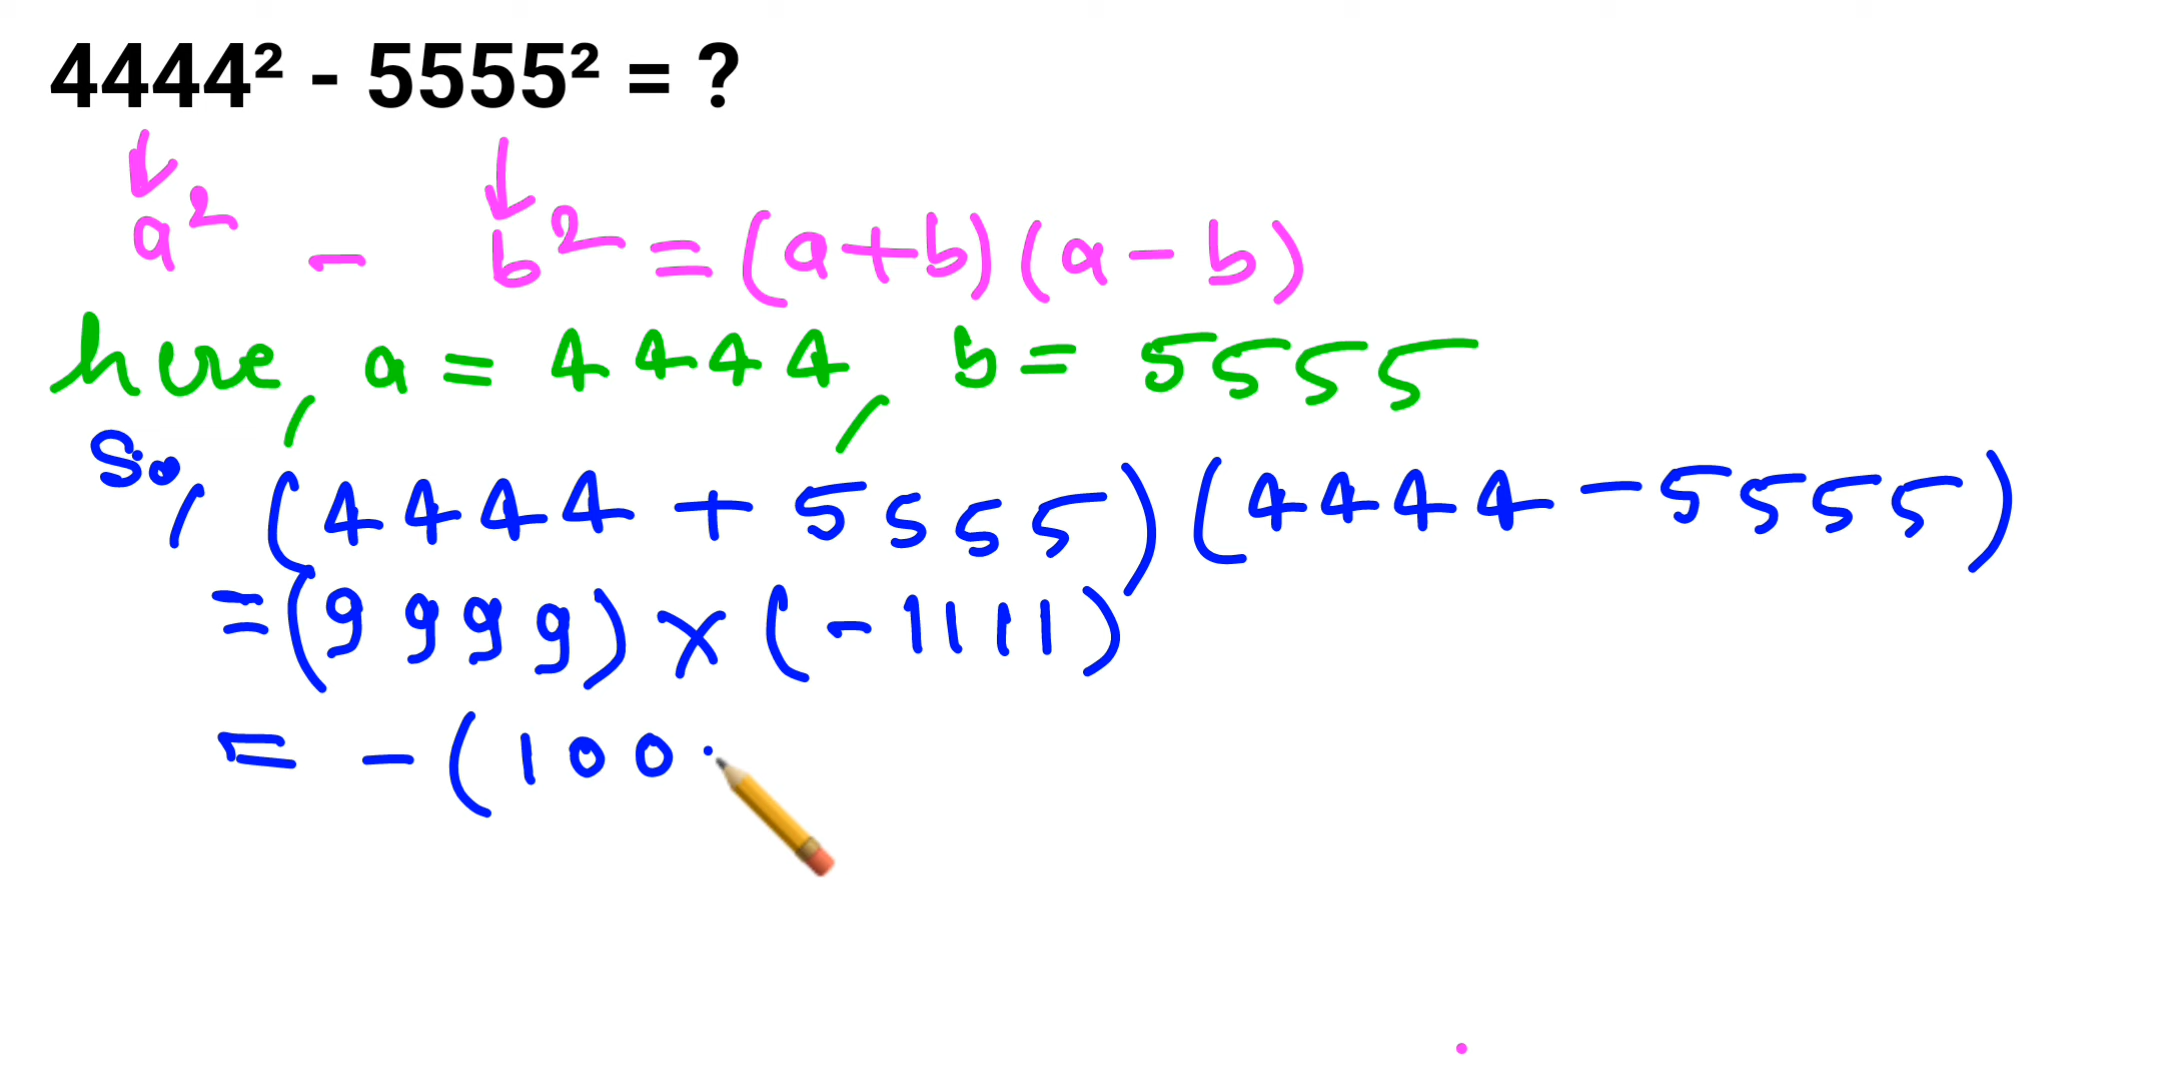 4444² - 5555² = ?
a² - b² = (a+b)(a-b)
here, a = 4444, b = 5555
So, (4444 + 5555)(4444 - 5555)
= (9999) × (-1111)
= - (100